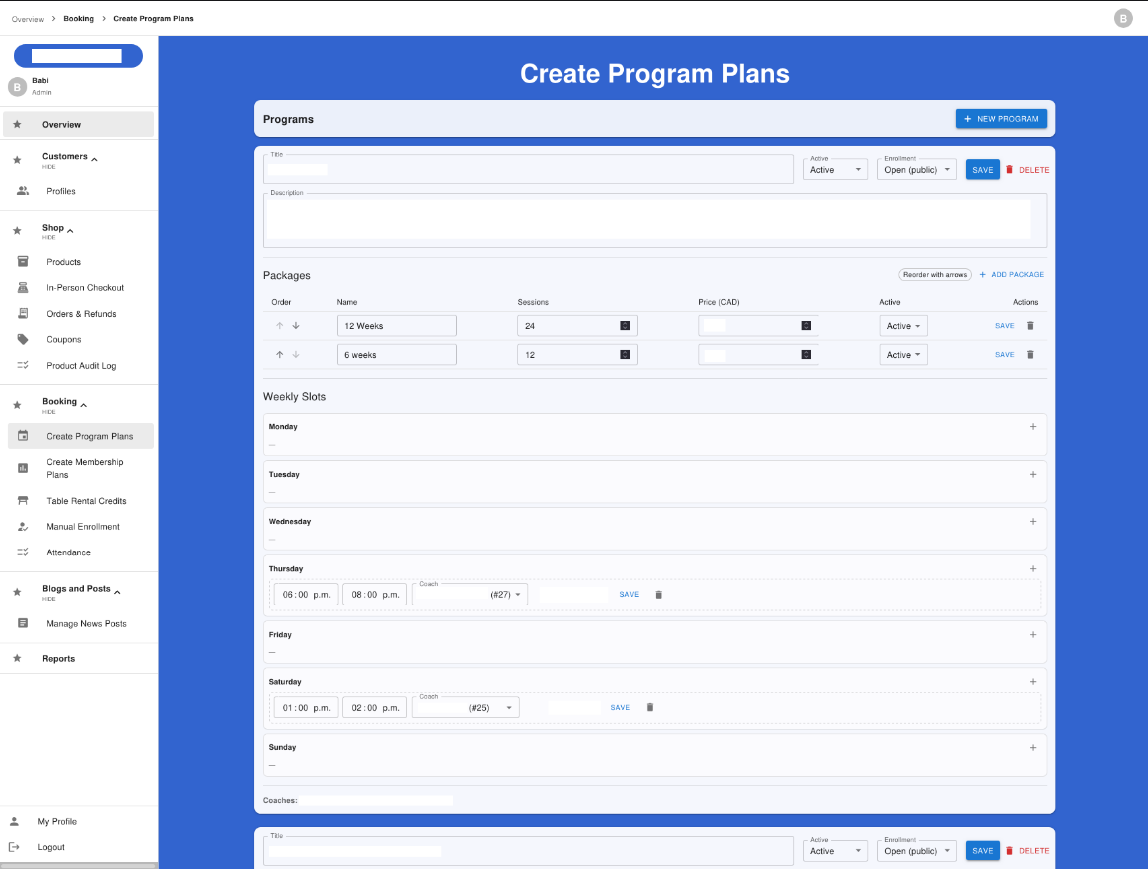 Overview > Booking > Create Program Plans
B
B
Babi
Admin
Overview
Customers
HIDE
Profiles
Shop
HIDE
Products
In-Person Checkout
Orders & Refunds
Coupons
Product Audit Log
Booking
HIDE
Create Program Plans
Create Membership
Plans
Table Rental Credits
Manual Enrollment
Attendance
Blogs and Posts
HIDE
Manage News Posts
Reports
My Profile
Logout
Create Program Plans
Programs
+ NEW PROGRAM
Title
Active
Active
Enrollment
Open (public)
SAVE
DELETE
Description
Packages
Reorder with arrows
+ ADD PACKAGE
Order Name Sessions Price (CAD) Active Actions
12 Weeks 24 Active SAVE
6 weeks 12 Active SAVE
Weekly Slots
Monday
—
Tuesday
—
Wednesday
—
Thursday
06:00 p.m. 08:00 p.m. Coach (#27) SAVE
Friday
—
Saturday
01:00 p.m. 02:00 p.m. Coach (#25) SAVE
Sunday
—
Coaches:
Title
Active
Active
Enrollment
Open (public)
SAVE
DELETE